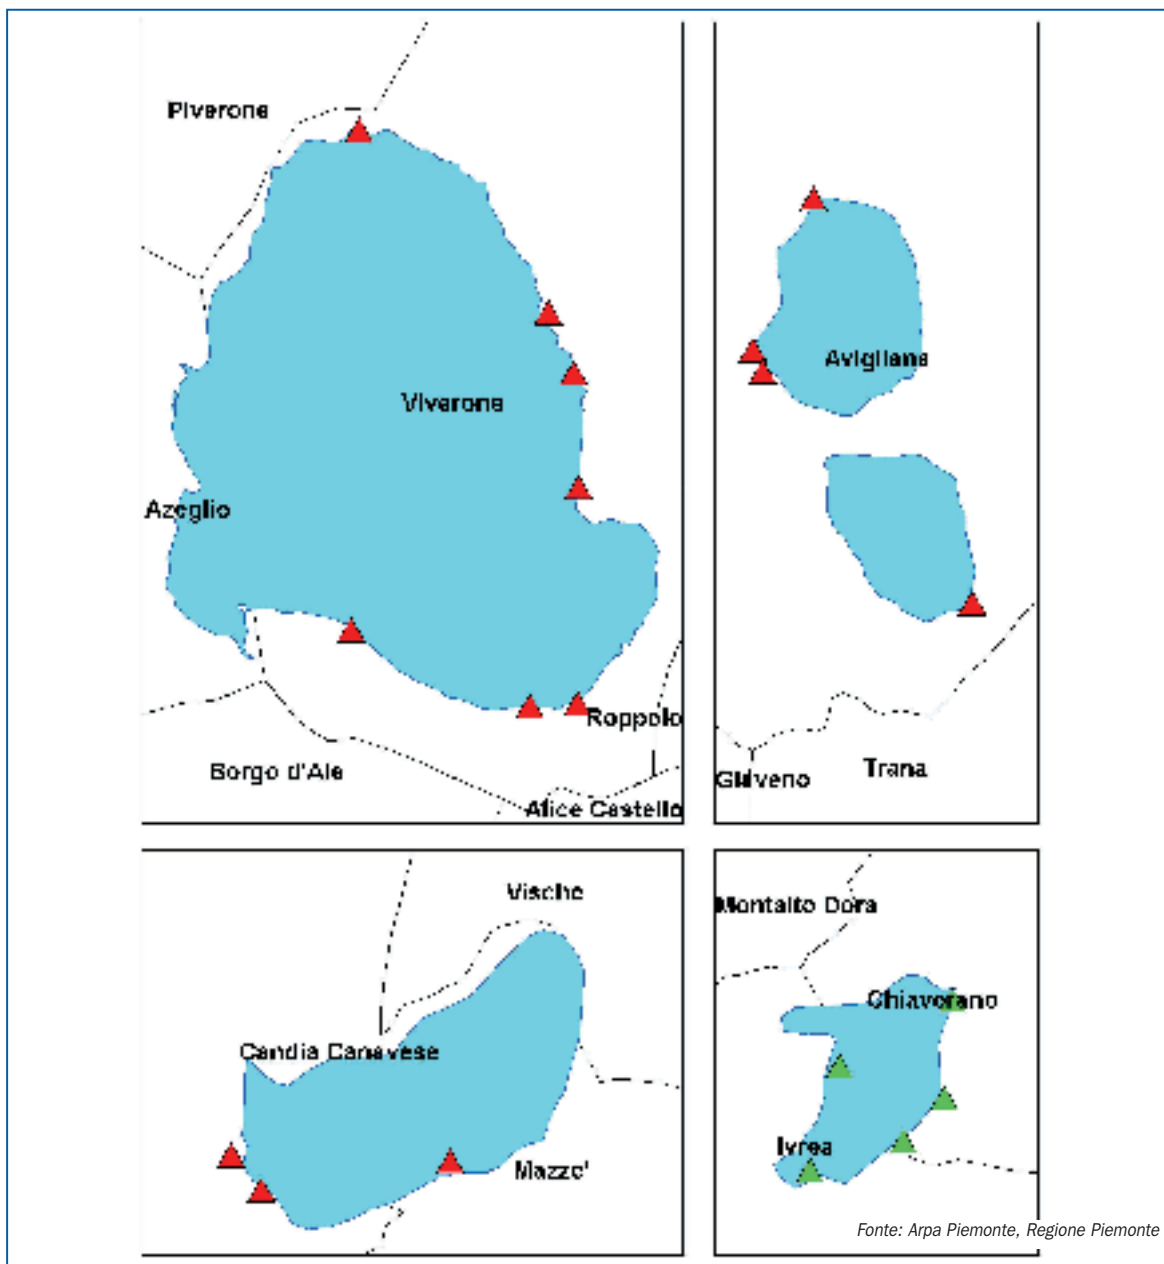 Piverone
Viverone
Azeglio
Roppolo
Borgo d'Ale
Alice Castello
Avigliana
Giaveno
Trana
Vische
Candia Canavese
Mazze'
Montalto Dora
Chiaverano
Ivrea
Fonte: Arpa Piemonte, Regione Piemonte